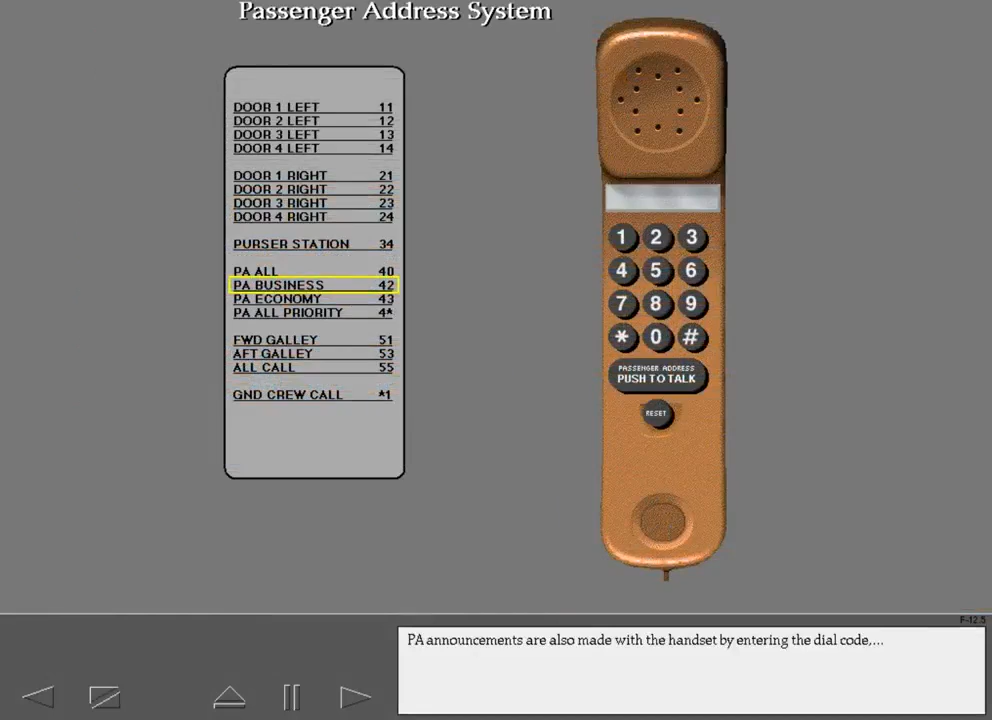 Passenger Address System
DOOR 1 LEFT 11
DOOR 2 LEFT 12
DOOR 3 LEFT 13
DOOR 4 LEFT 14
DOOR 1 RIGHT 21
DOOR 2 RIGHT 22
DOOR 3 RIGHT 23
DOOR 4 RIGHT 24
PURSER STATION 34
PA ALL 40
PA BUSINESS 42
PA ECONOMY 43
PA ALL PRIORITY 4*
FWD GALLEY 51
AFT GALLEY 53
ALL CALL 55
GND CREW CALL *1
1 2 3
4 5 6
7 8 9
* 0 #
PASSENGER ADDRESS
PUSH TO TALK
RESET
F-12.5
PA announcements are also made with the handset by entering the dial code,...